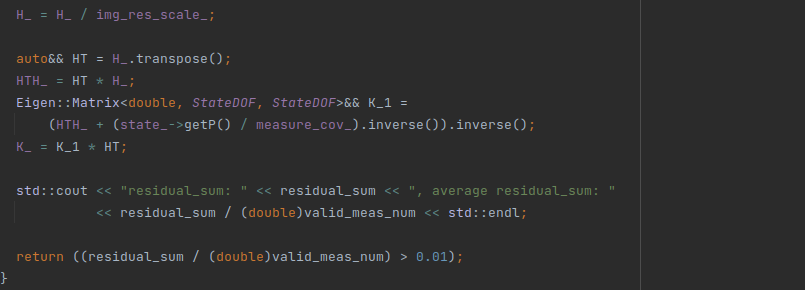 H_ = H_ / img_res_scale_;
auto&& HT = H_.transpose();
HTH_ = HT * H_;
Eigen::Matrix<double, StateDOF, StateDOF>&& K_1 =
(HTH_ + (state_->getP() / measure_cov_).inverse()).inverse();
K_ = K_1 * HT;
std::cout << "residual_sum: " << residual_sum << ", average residual_sum: "
<< residual_sum / (double)valid_meas_num << std::endl;
return ((residual_sum / (double)valid_meas_num) > 0.01);
}